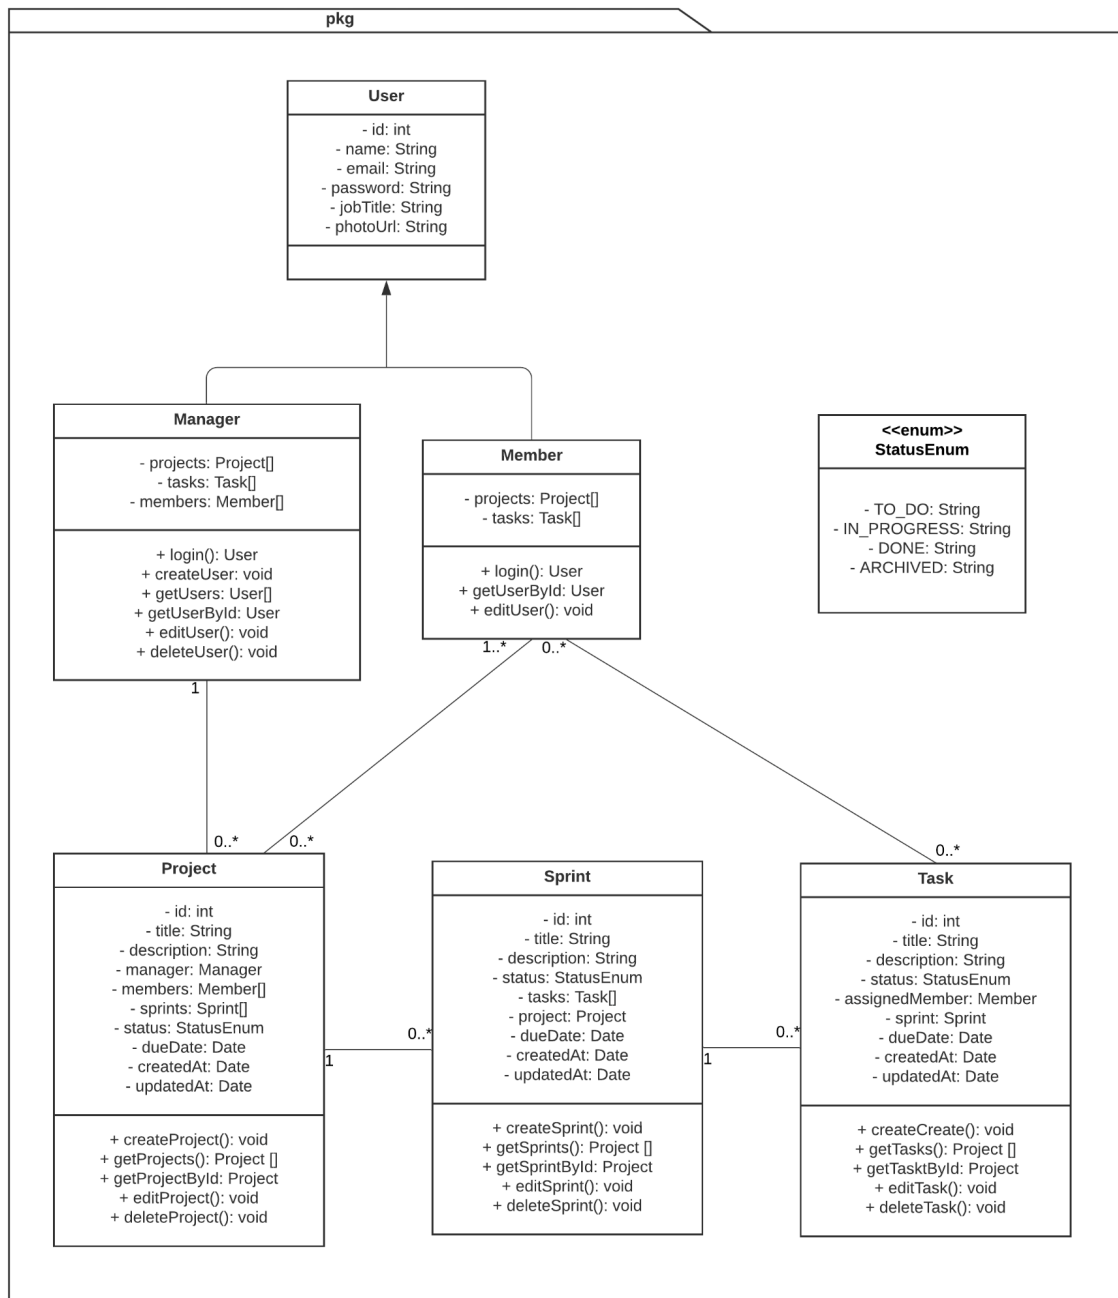 pkg
User
- id: int
- name: String
- email: String
- password: String
- jobTitle: String
- photoUrl: String
Manager
- projects: Project[]
- tasks: Task[]
- members: Member[]
+ login(): User
+ createUser: void
+ getUsers: User[]
+ getUserById: User
+ editUser(): void
+ deleteUser(): void
1
Member
- projects: Project[]
- tasks: Task[]
+ login(): User
+ getUserById: User
+ editUser(): void
1..*
0..*
<<enum>>
StatusEnum
- TO_DO: String
- IN_PROGRESS: String
- DONE: String
- ARCHIVED: String
0..*
0..*
0..*
Project
- id: int
- title: String
- description: String
- manager: Manager
- members: Member[]
- sprints: Sprint[]
- status: StatusEnum
- dueDate: Date
- createdAt: Date
- updatedAt: Date
+ createProject(): void
+ getProjects(): Project []
+ getProjectById: Project
+ editProject(): void
+ deleteProject(): void
1
0..*
Sprint
- id: int
- title: String
- description: String
- status: StatusEnum
- tasks: Task[]
- project: Project
- dueDate: Date
- createdAt: Date
- updatedAt: Date
+ createSprint(): void
+ getSprints(): Project []
+ getSprintById: Project
+ editSprint(): void
+ deleteSprint(): void
1
0..*
Task
- id: int
- title: String
- description: String
- status: StatusEnum
- assignedMember: Member
- sprint: Sprint
- dueDate: Date
- createdAt: Date
- updatedAt: Date
+ createCreate(): void
+ getTasks(): Project []
+ getTasktById: Project
+ editTask(): void
+ deleteTask(): void